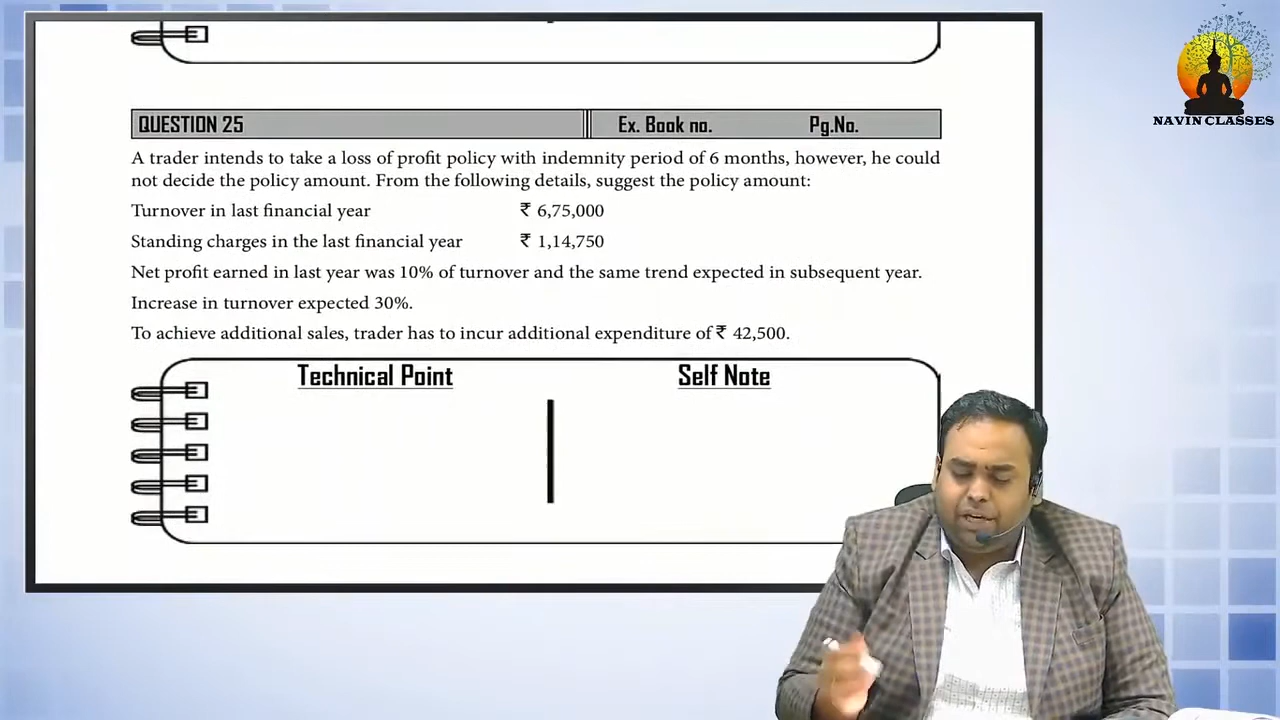 NAVIN CLASSES
QUESTION 25 Ex. Book no. Pg.No.
A trader intends to take a loss of profit policy with indemnity period of 6 months, however, he could
not decide the policy amount. From the following details, suggest the policy amount:
Turnover in last financial year ₹ 6,75,000
Standing charges in the last financial year ₹ 1,14,750
Net profit earned in last year was 10% of turnover and the same trend expected in subsequent year.
Increase in turnover expected 30%.
To achieve additional sales, trader has to incur additional expenditure of ₹ 42,500.
Technical Point Self Note